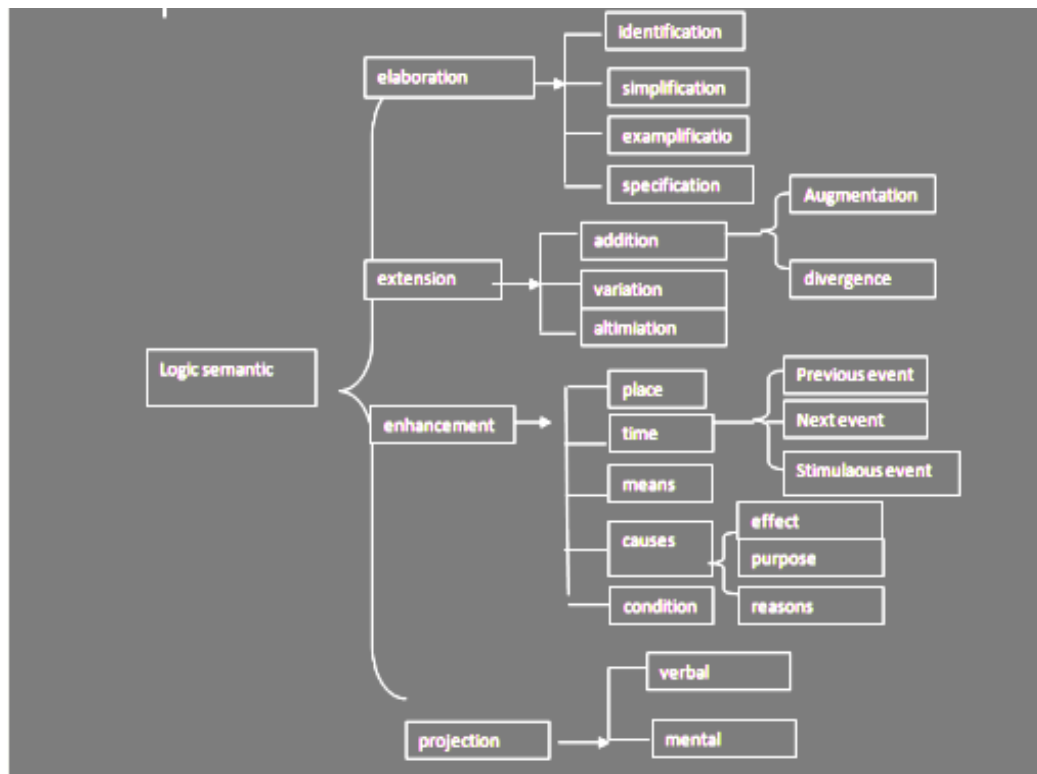 identification
elaboration
simplification
examplificatio
specification
Augmentation
addition
extension
divergence
variation
altimiation
Logic semantic
Previous event
place
Next event
enhancement
time
Stimulaous event
means
effect
causes
purpose
condition
reasons
verbal
projection
mental